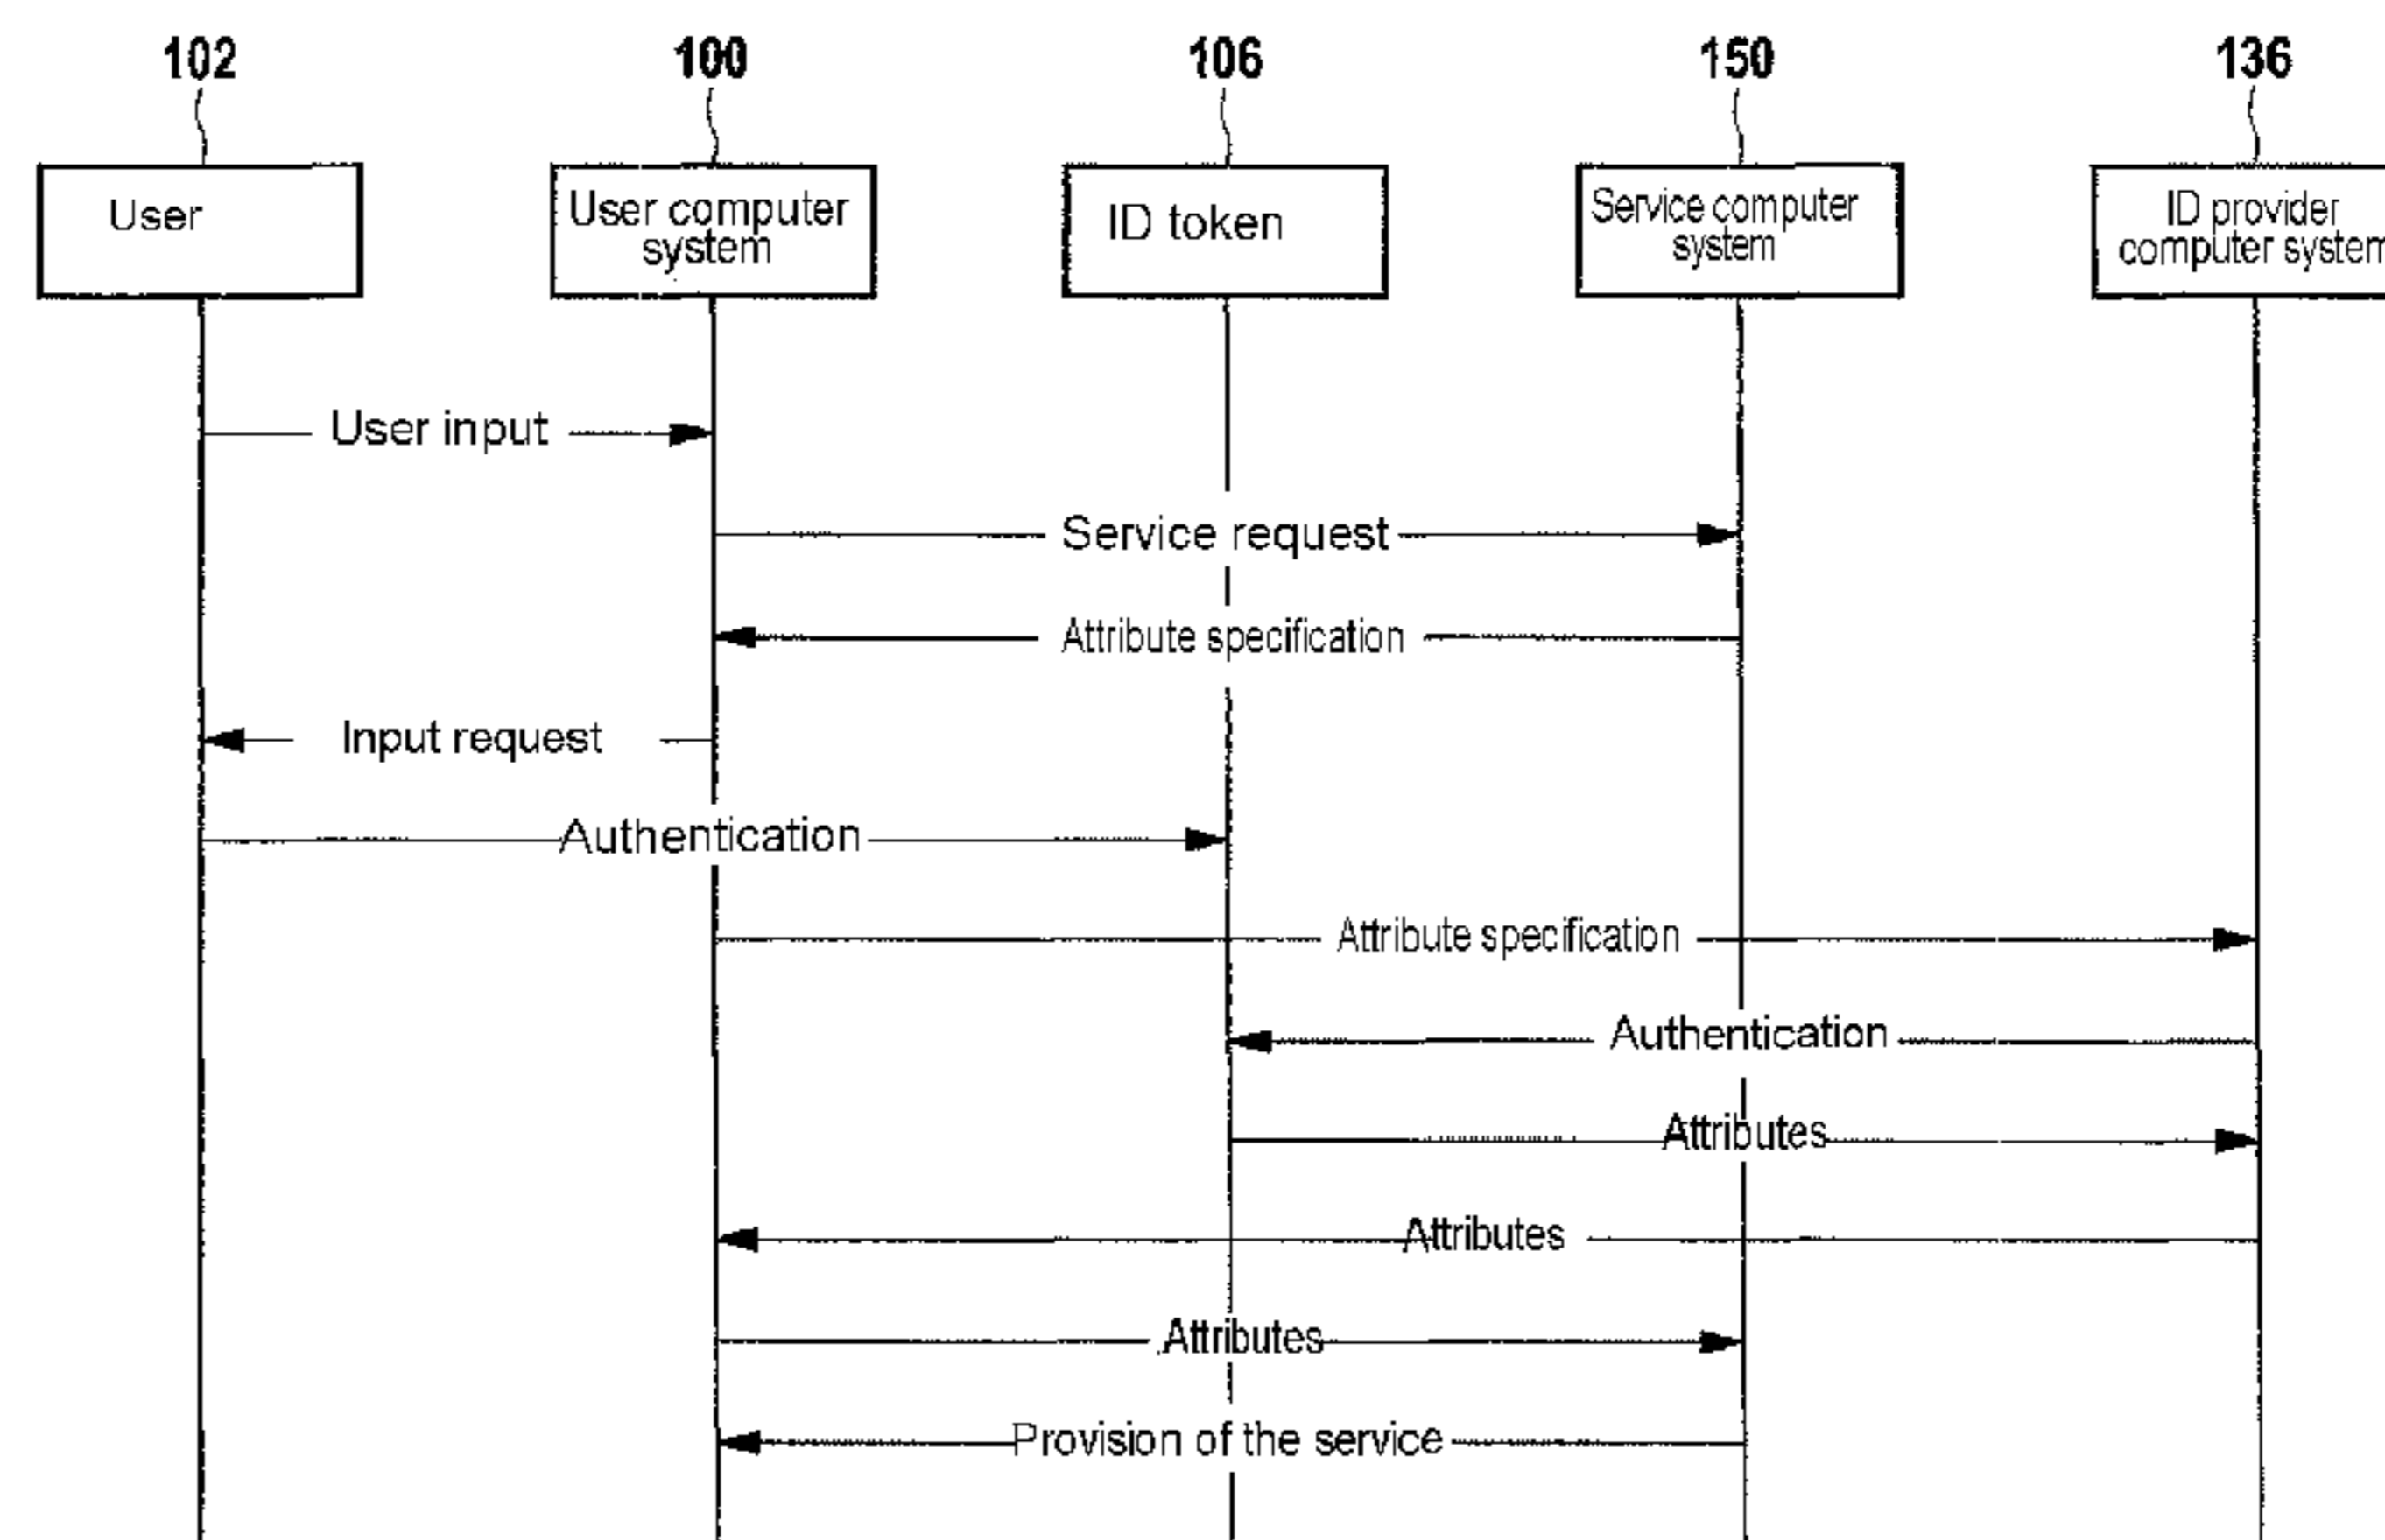 102
100
106
150
136
User
User computer
system
ID token
Service computer
system
ID provider
computer system
User input
Service request
Attribute specification
Input request
Authentication
Attribute specification
Authentication
Attributes
Attributes
Attributes
Provision of the service